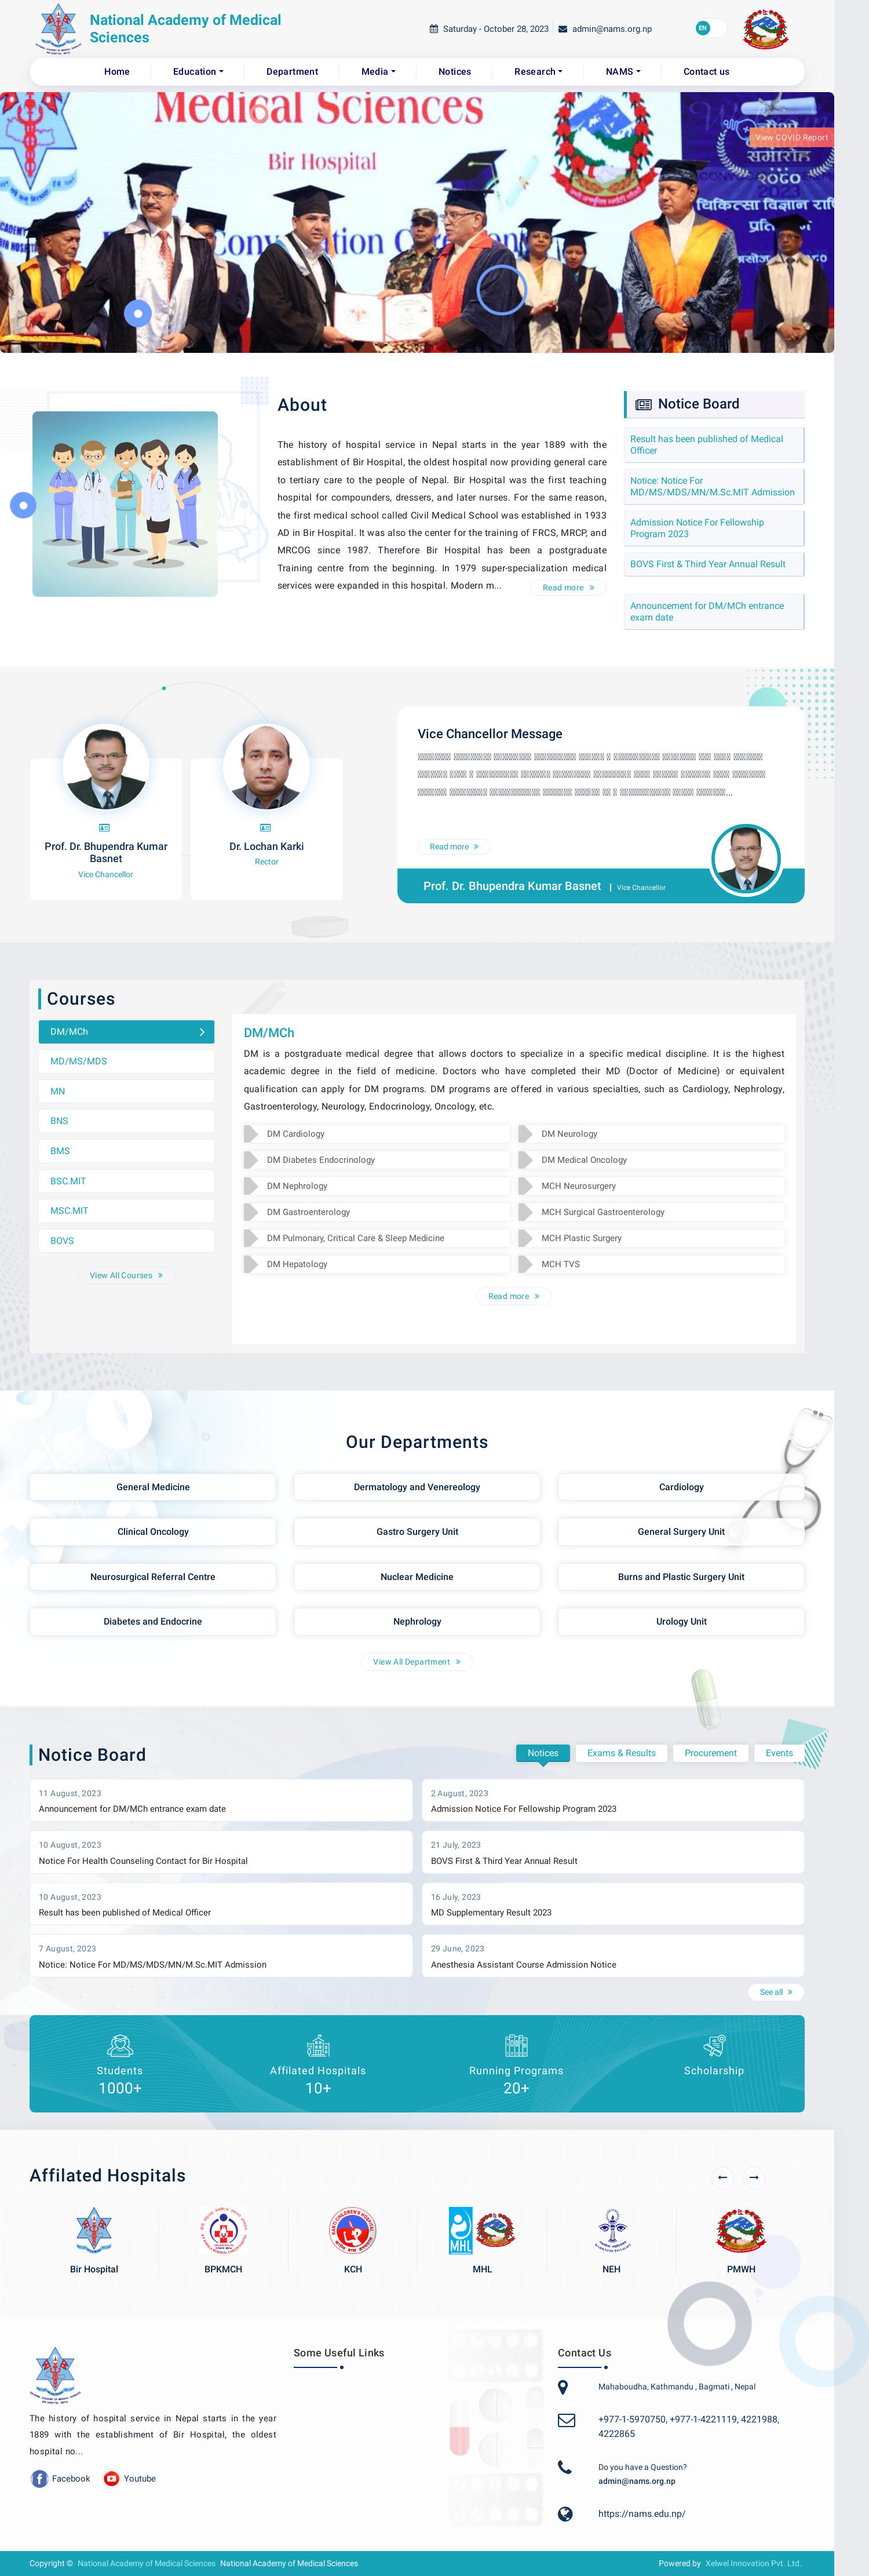 National Academy of Medical
Sciences
Saturday - October 28, 2023
admin@nams.org.np
EN
Home
Education
Department
Media
Notices
Research
NAMS
Contact us
Medical Sciences
Bir Hospital
Convocation Ceremony
View COVID Report
समारोह
२०८०
About
The history of hospital service in Nepal starts in the year 1889 with the
establishment of Bir Hospital, the oldest hospital now providing general care
to tertiary care to the people of Nepal. Bir Hospital was the first teaching
hospital for compounders, dressers, and later nurses. For the same reason,
the first medical school called Civil Medical School was established in 1933
AD in Bir Hospital. It was also the center for the training of FRCS, MRCP, and
MRCOG since 1987. Therefore Bir Hospital has been a postgraduate
Training centre from the begining. In 1979 super-specialization medical
services were expanded in this hospital. Modern m...
Read more »
Notice Board
Result has been published of Medical
Officer
Notice: Notice For
MD/MS/MDS/MN/M.Sc.MIT Admission
Admission Notice For Fellowship
Program 2023
BOVS First & Third Year Annual Result
Announcement for DM/MCh entrance
exam date
Prof. Dr. Bhupendra Kumar
Basnet
Vice Chancellor
Dr. Lochan Karki
Rector
Vice Chancellor Message
Read more »
Prof. Dr. Bhupendra Kumar Basnet | Vice Chancellor
Courses
DM/MCh
MD/MS/MDS
MN
BNS
BMS
BSC.MIT
MSC.MIT
BOVS
View All Courses »
DM/MCh
DM is a postgraduate medical degree that allows doctors to specialize in a specific medical discipline. It is the highest
academic degree in the field of medicine. Doctors who have completed their MD (Doctor of Medicine) or equivalent
qualification can apply for DM programs. DM programs are offered in various specialties, such as Cardiology, Nephrology,
Gastroenterology, Neurology, Endocrinology, Oncology, etc.
DM Cardiology
DM Neurology
DM Diabetes Endocrinology
DM Medical Oncology
DM Nephrology
MCH Neurosurgery
DM Gastroenterology
MCH Surgical Gastroenterology
DM Pulmonary, Critical Care & Sleep Medicine
MCH Plastic Surgery
DM Hepatology
MCH TVS
Read more »
Our Departments
General Medicine
Dermatology and Venereology
Cardiology
Clinical Oncology
Gastro Surgery Unit
General Surgery Unit
Neurosurgical Referral Centre
Nuclear Medicine
Burns and Plastic Surgery Unit
Diabetes and Endocrine
Nephrology
Urology Unit
View All Department »
Notice Board
Notices
Exams & Results
Procurement
Events
11 August, 2023
Announcement for DM/MCh entrance exam date
2 August, 2023
Admission Notice For Fellowship Program 2023
10 August, 2023
Notice For Health Counseling Contact for Bir Hospital
21 July, 2023
BOVS First & Third Year Annual Result
10 August, 2023
Result has been published of Medical Officer
16 July, 2023
MD Supplementary Result 2023
7 August, 2023
Notice: Notice For MD/MS/MDS/MN/M.Sc.MIT Admission
29 June, 2023
Anesthesia Assistant Course Admission Notice
See all »
Students
1000+
Affilated Hospitals
10+
Running Programs
20+
Scholarship
Affilated Hospitals
Bir Hospital
BPKMCH
KCH
MHL
MHL
NEH
PMWH
The history of hospital service in Nepal starts in the year
1889 with the establishment of Bir Hospital, the oldest
hospital no...
Facebook
Youtube
Some Useful Links
Contact Us
Mahaboudha, Kathmandu , Bagmati , Nepal
+977-1-5970750, +977-1-4221119, 4221988,
4222865
Do you have a Question?
admin@nams.org.np
https://nams.edu.np/
Copyright © National Academy of Medical Sciences National Academy of Medical Sciences
Powered by Xelwel Innovation Pvt. Ltd.